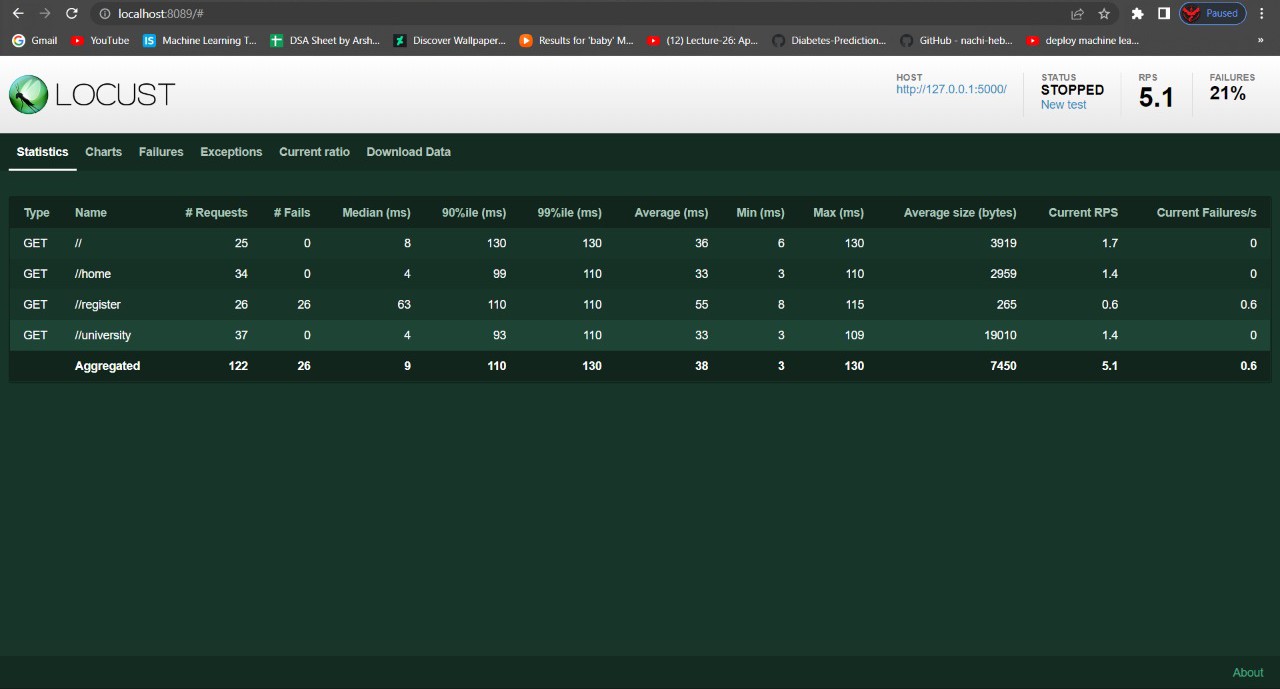 localhost:8089/#
Paused
Gmail YouTube Machine Learning T... DSA Sheet by Arsh... Discover Wallpaper... Results for 'baby' M... (12) Lecture-26: Ap... Diabetes-Prediction... GitHub - nachi-heb... deploy machine lea... »
LOCUST
HOST
http://127.0.0.1:5000/
STATUS
STOPPED
New test
RPS
5.1
FAILURES
21%
Statistics Charts Failures Exceptions Current ratio Download Data
Type Name # Requests # Fails Median (ms) 90%ile (ms) 99%ile (ms) Average (ms) Min (ms) Max (ms) Average size (bytes) Current RPS Current Failures/s
GET // 25 0 8 130 130 36 6 130 3919 1.7 0
GET //home 34 0 4 99 110 33 3 110 2959 1.4 0
GET //register 26 26 63 110 110 55 8 115 265 0.6 0.6
GET //university 37 0 4 93 110 33 3 109 19010 1.4 0
Aggregated 122 26 9 110 130 38 3 130 7450 5.1 0.6
About